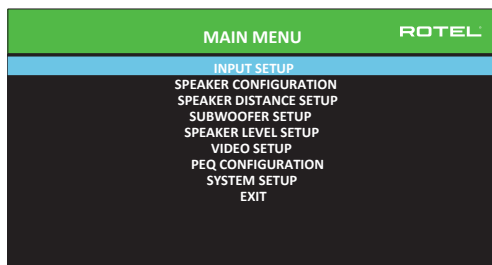 MAIN MENU
ROTEL
INPUT SETUP
SPEAKER CONFIGURATION
SPEAKER DISTANCE SETUP
SUBWOOFER SETUP
SPEAKER LEVEL SETUP
VIDEO SETUP
PEQ CONFIGURATION
SYSTEM SETUP
EXIT